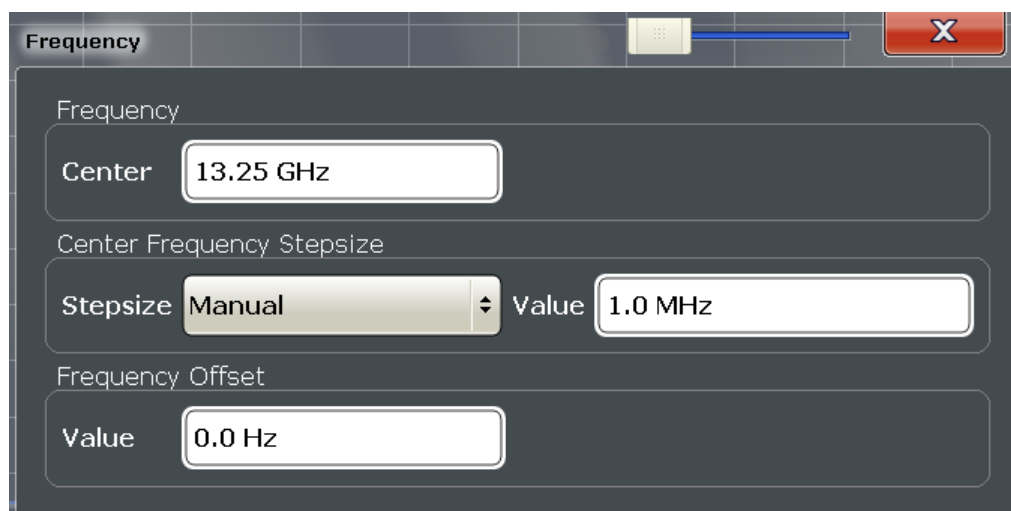 Frequency
X
Frequency
Center 13.25 GHz
Center Frequency Stepsize
Stepsize Manual Value 1.0 MHz
Frequency Offset
Value 0.0 Hz